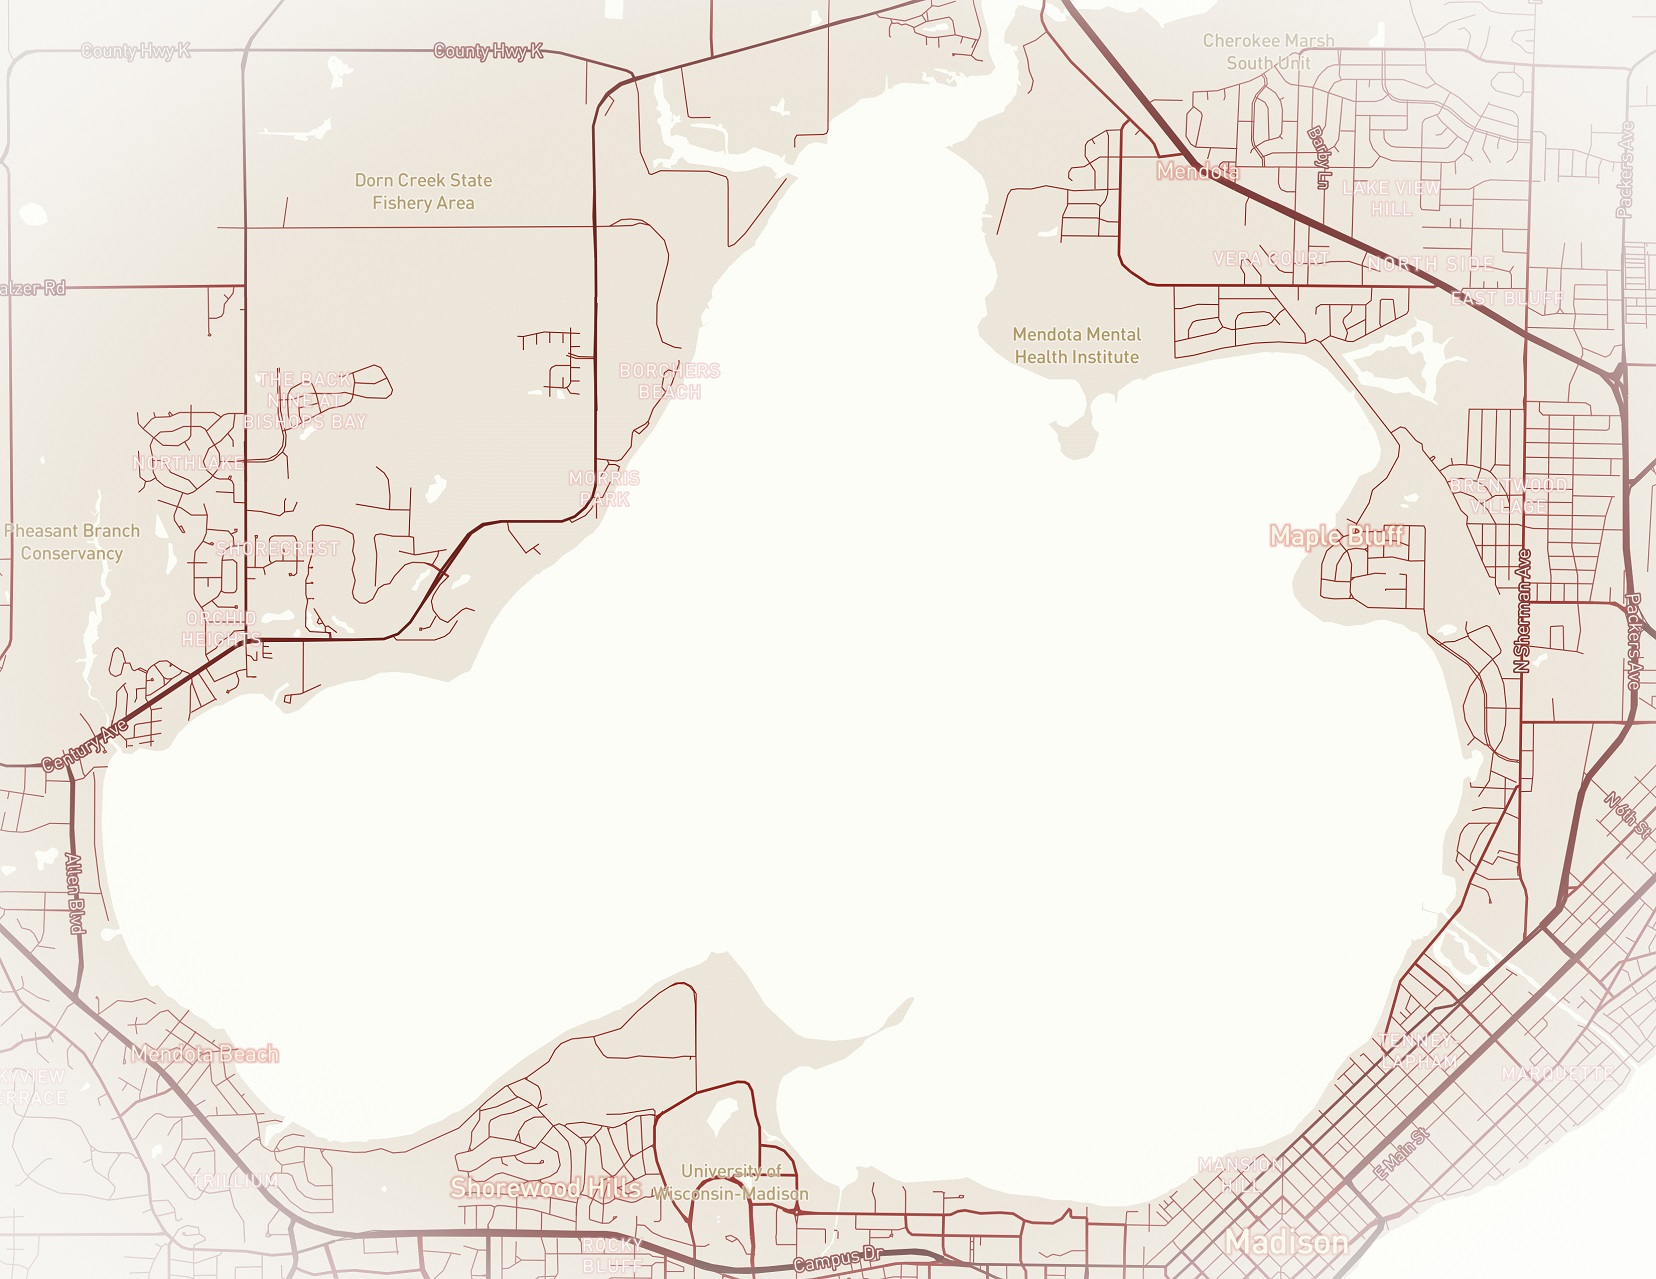 County Hwy K
County Hwy K
Cherokee Marsh
South Unit
Packers Ave
Barby Ln
Mendota
Dorn Creek State
Fishery Area
LAKE VIEW
HILL
VERA COURT
NORTH SIDE
alzer Rd
EAST BLUFF
Mendota Mental
Health Institute
BORCHERS
BEACH
THE BACK
NINE AT
BISHOPS BAY
NORTHLAKE
MORRIS
PARK
BRENTWOOD
VILLAGE
Pheasant Branch
Conservancy
Maple Bluff
SHORECREST
N Sherman Ave
ORCHID
HEIGHTS
Packers Ave
Century Ave
N 6th St
Allen Blvd
Mendota Beach
TENNEY-
LAPHAM
KYVIEW
ERRACE
MARQUETTE
E Main St
TRILLIUM
Shorewood Hills
University of
Wisconsin-Madison
MANSION
HILL
ROCKY
BLUFF
Campus Dr
Madison